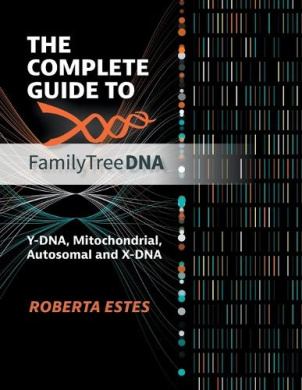 THE
COMPLETE
GUIDE TO
FamilyTreeDNA
Y-DNA, Mitochondrial,
Autosomal and X-DNA
ROBERTA ESTES